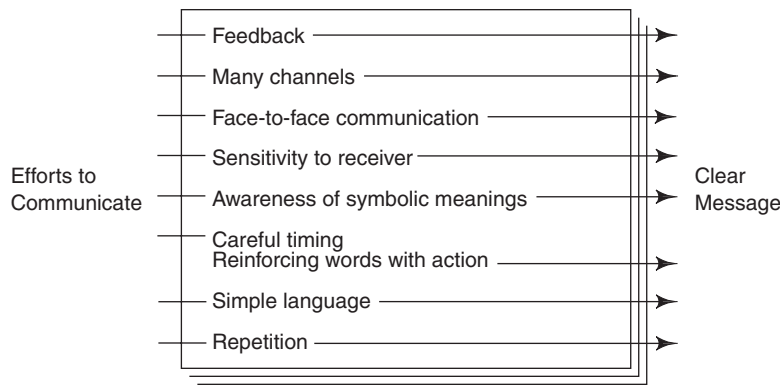 Feedback
Many channels
Face-to-face communication
Sensitivity to receiver
Efforts to
Communicate
Awareness of symbolic meanings
Clear
Message
Careful timing
Reinforcing words with action
Simple language
Repetition